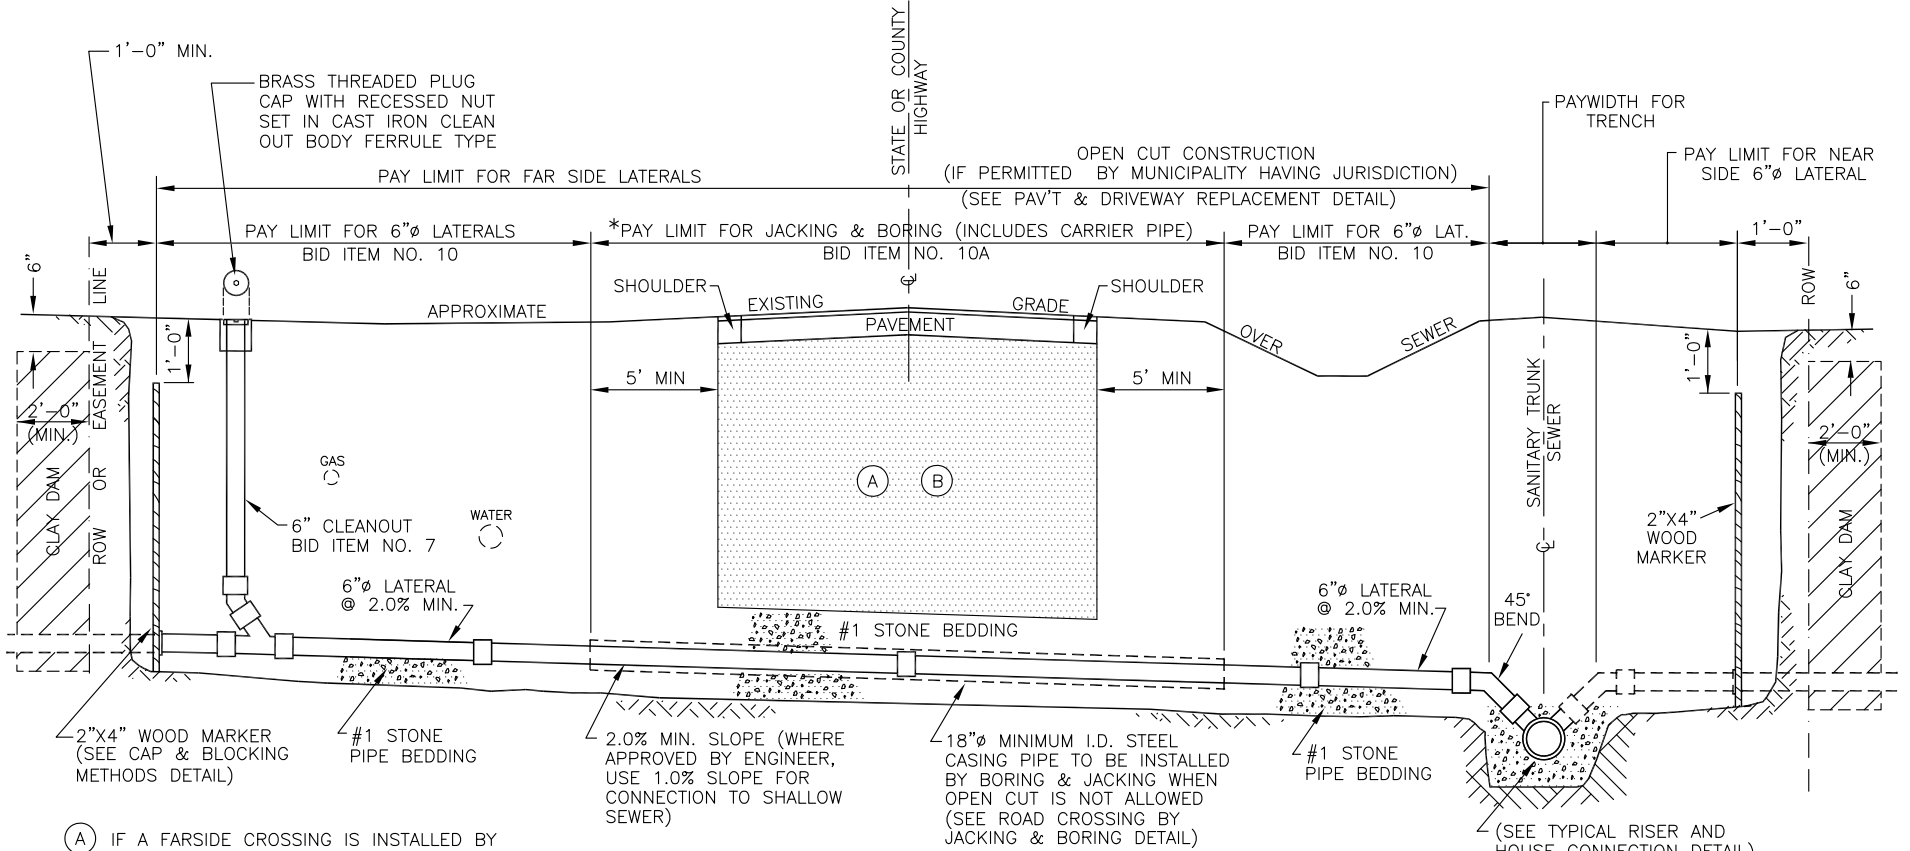 1'-0" MIN.
BRASS THREADED PLUG
CAP WITH RECESSED NUT
SET IN CAST IRON CLEAN
OUT BODY FERRULE TYPE
STATE OR COUNTY
HIGHWAY
PAYWIDTH FOR
TRENCH
OPEN CUT CONSTRUCTION
(IF PERMITTED BY MUNICIPALITY HAVING JURISDICTION)
(SEE PAV'T & DRIVEWAY REPLACEMENT DETAIL)
PAY LIMIT FOR NEAR
SIDE 6"ø LATERAL
PAY LIMIT FOR FAR SIDE LATERALS
PAY LIMIT FOR 6"ø LATERALS
BID ITEM NO. 10
*PAY LIMIT FOR JACKING & BORING (INCLUDES CARRIER PIPE)
BID ITEM NO. 10A
PAY LIMIT FOR 6"ø LAT.
BID ITEM NO. 10
1'-0"
6"
ROW OR EASEMENT LINE
ROW
6"
SHOULDER
EXISTING
GRADE
SHOULDER
APPROXIMATE
PAVEMENT
OVER
SEWER
1'-0"
1'-0"
5' MIN
5' MIN
2'-0"
(MIN.)
CLAY DAM
GAS
WATER
A
B
SANITARY TRUNK
SEWER
2'-0"
(MIN.)
CLAY DAM
6" CLEANOUT
BID ITEM NO. 7
2"X4"
WOOD
MARKER
6"ø LATERAL
@ 2.0% MIN.
6"ø LATERAL
@ 2.0% MIN.
45°
BEND
#1 STONE BEDDING
2"X4" WOOD MARKER
(SEE CAP & BLOCKING
METHODS DETAIL)
#1 STONE
PIPE BEDDING
2.0% MIN. SLOPE (WHERE
APPROVED BY ENGINEER,
USE 1.0% SLOPE FOR
CONNECTION TO SHALLOW
SEWER)
18"ø MINIMUM I.D. STEEL
CASING PIPE TO BE INSTALLED
BY BORING & JACKING WHEN
OPEN CUT IS NOT ALLOWED
(SEE ROAD CROSSING BY
JACKING & BORING DETAIL)
#1 STONE
PIPE BEDDING
(SEE TYPICAL RISER AND
HOUSE CONNECTION DETAIL)
A IF A FARSIDE CROSSING IS INSTALLED BY